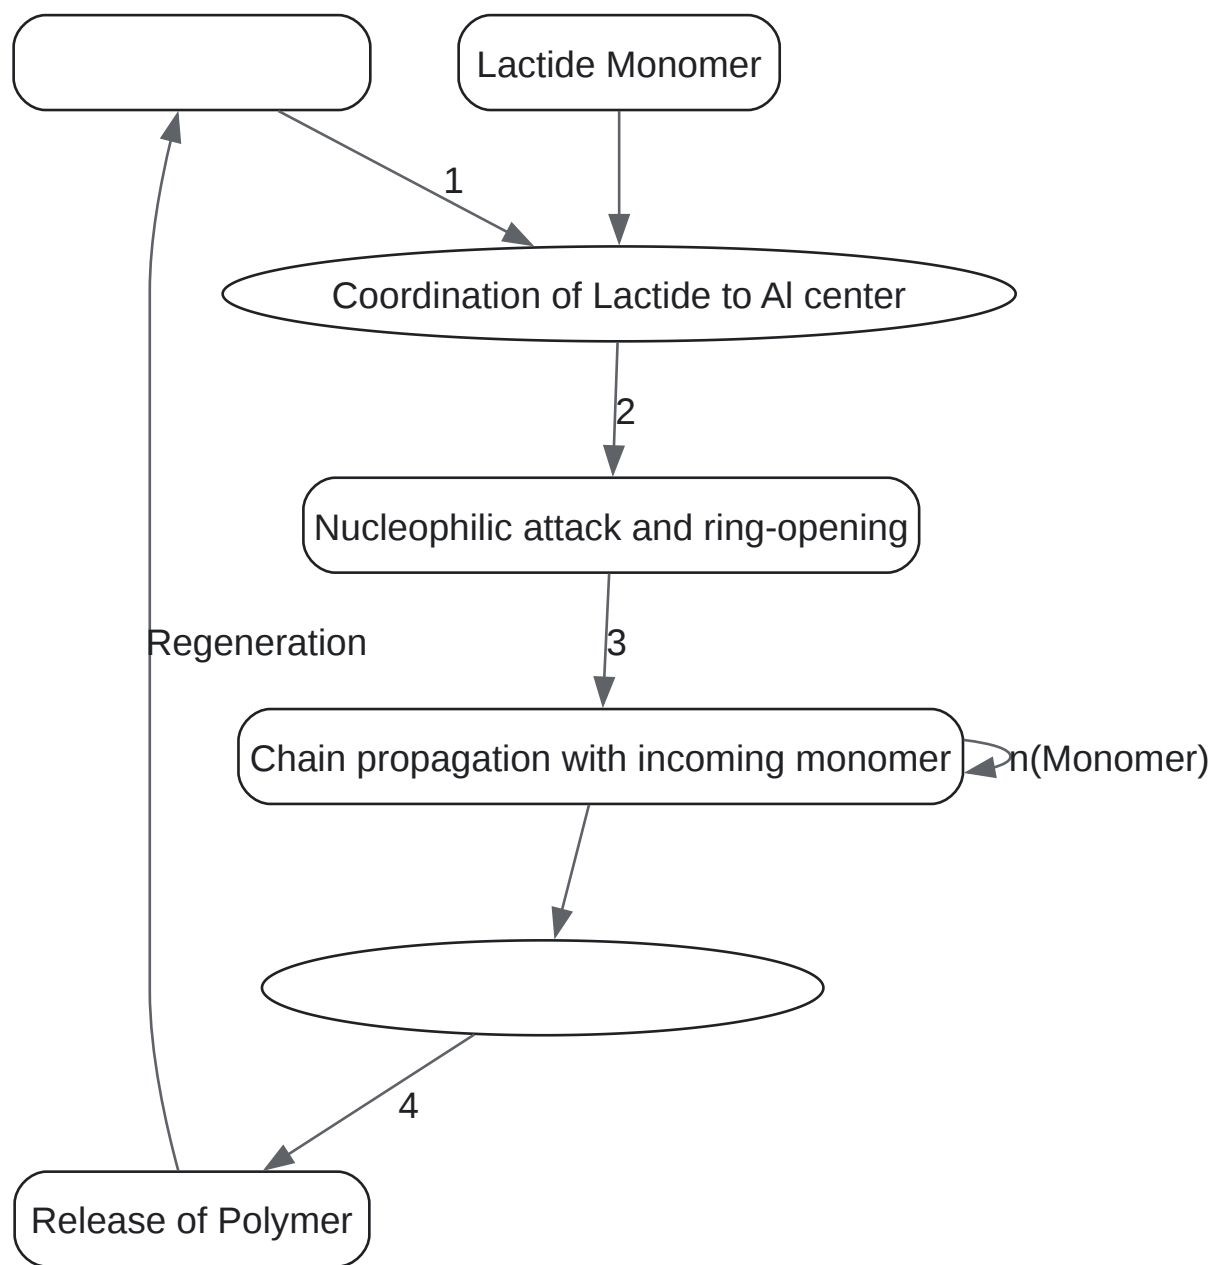 Lactide Monomer
1
Coordination of Lactide to Al center
2
Nucleophilic attack and ring-opening
Regeneration
3
Chain propagation with incoming monomer
n(Monomer)
4
Release of Polymer